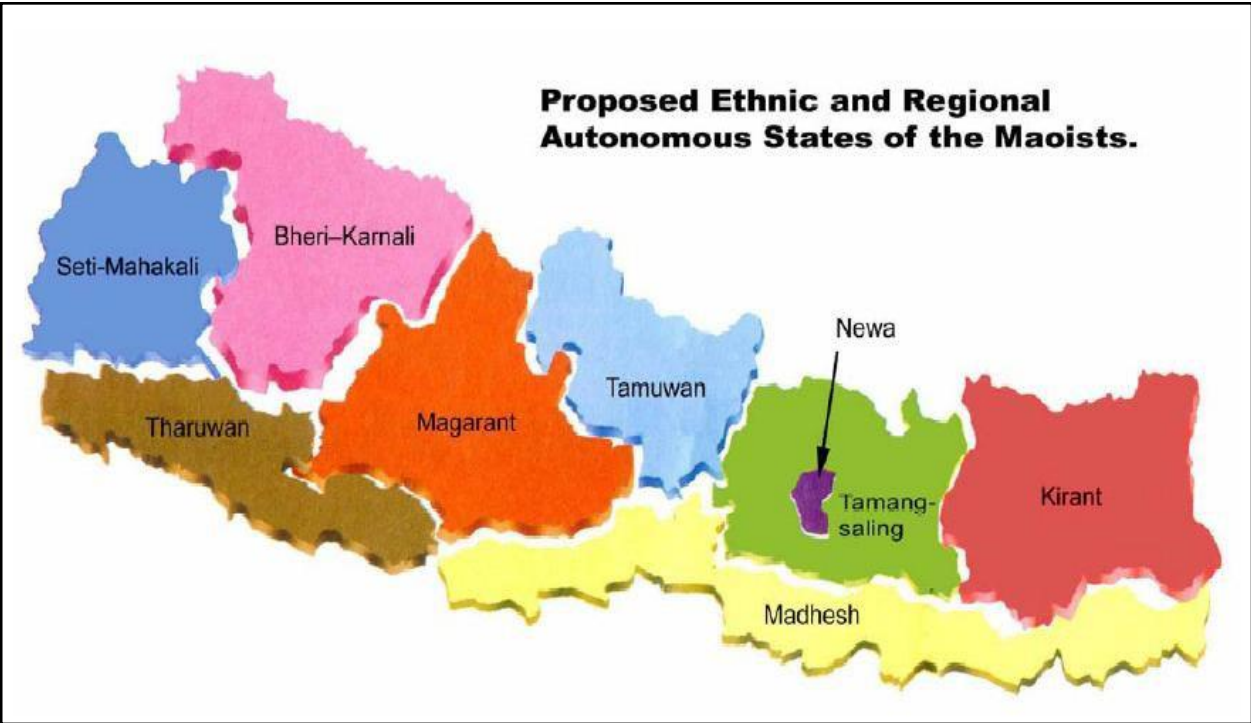 Proposed Ethnic and Regional
Autonomous States of the Maoists.
Bheri–Karnali
Seti-Mahakali
Newa
Tamuwan
Tharuwan
Magarant
Kirant
Tamang-
saling
Madhesh